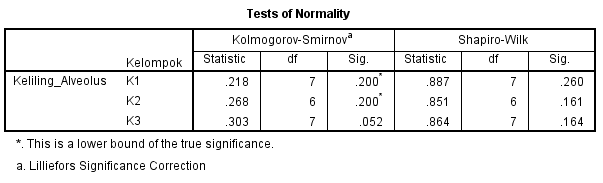 Tests of Normality
Kelompok Kolmogorov-Smirnovᵃ Shapiro-Wilk
Statistic df Sig. Statistic df Sig.
Keliling_Alveolus K1 .218 7 .200* .887 7 .260
K2 .268 6 .200* .851 6 .161
K3 .303 7 .052 .864 7 .164
*. This is a lower bound of the true significance.
a. Lilliefors Significance Correction